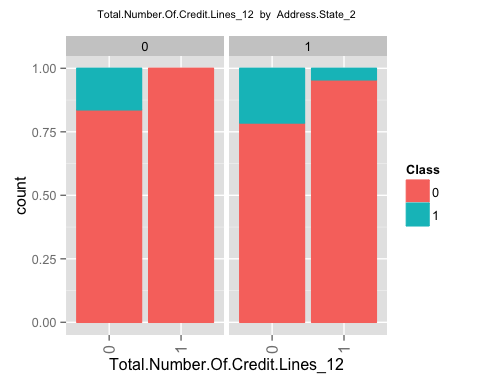 Total.Number.Of.Credit.Lines_12 by Address.State_2
0 1
1.00
0.75
0.50
0.25
0.00
count
0 1 0 1
Total.Number.Of.Credit.Lines_12
Class
0
1